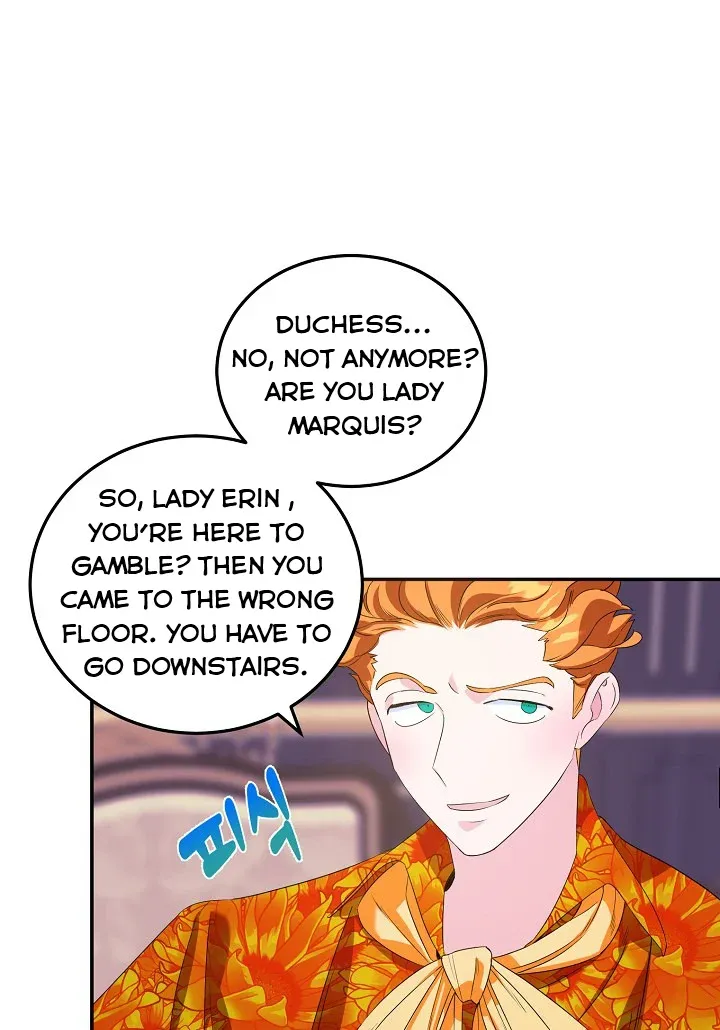 DUCHESS...
NO, NOT ANYMORE?
ARE YOU LADY
MARQUIS?
SO, LADY ERIN ,
YOU'RE HERE TO
GAMBLE? THEN YOU
CAME TO THE WRONG
FLOOR. YOU HAVE TO
GO DOWNSTAIRS.
피식